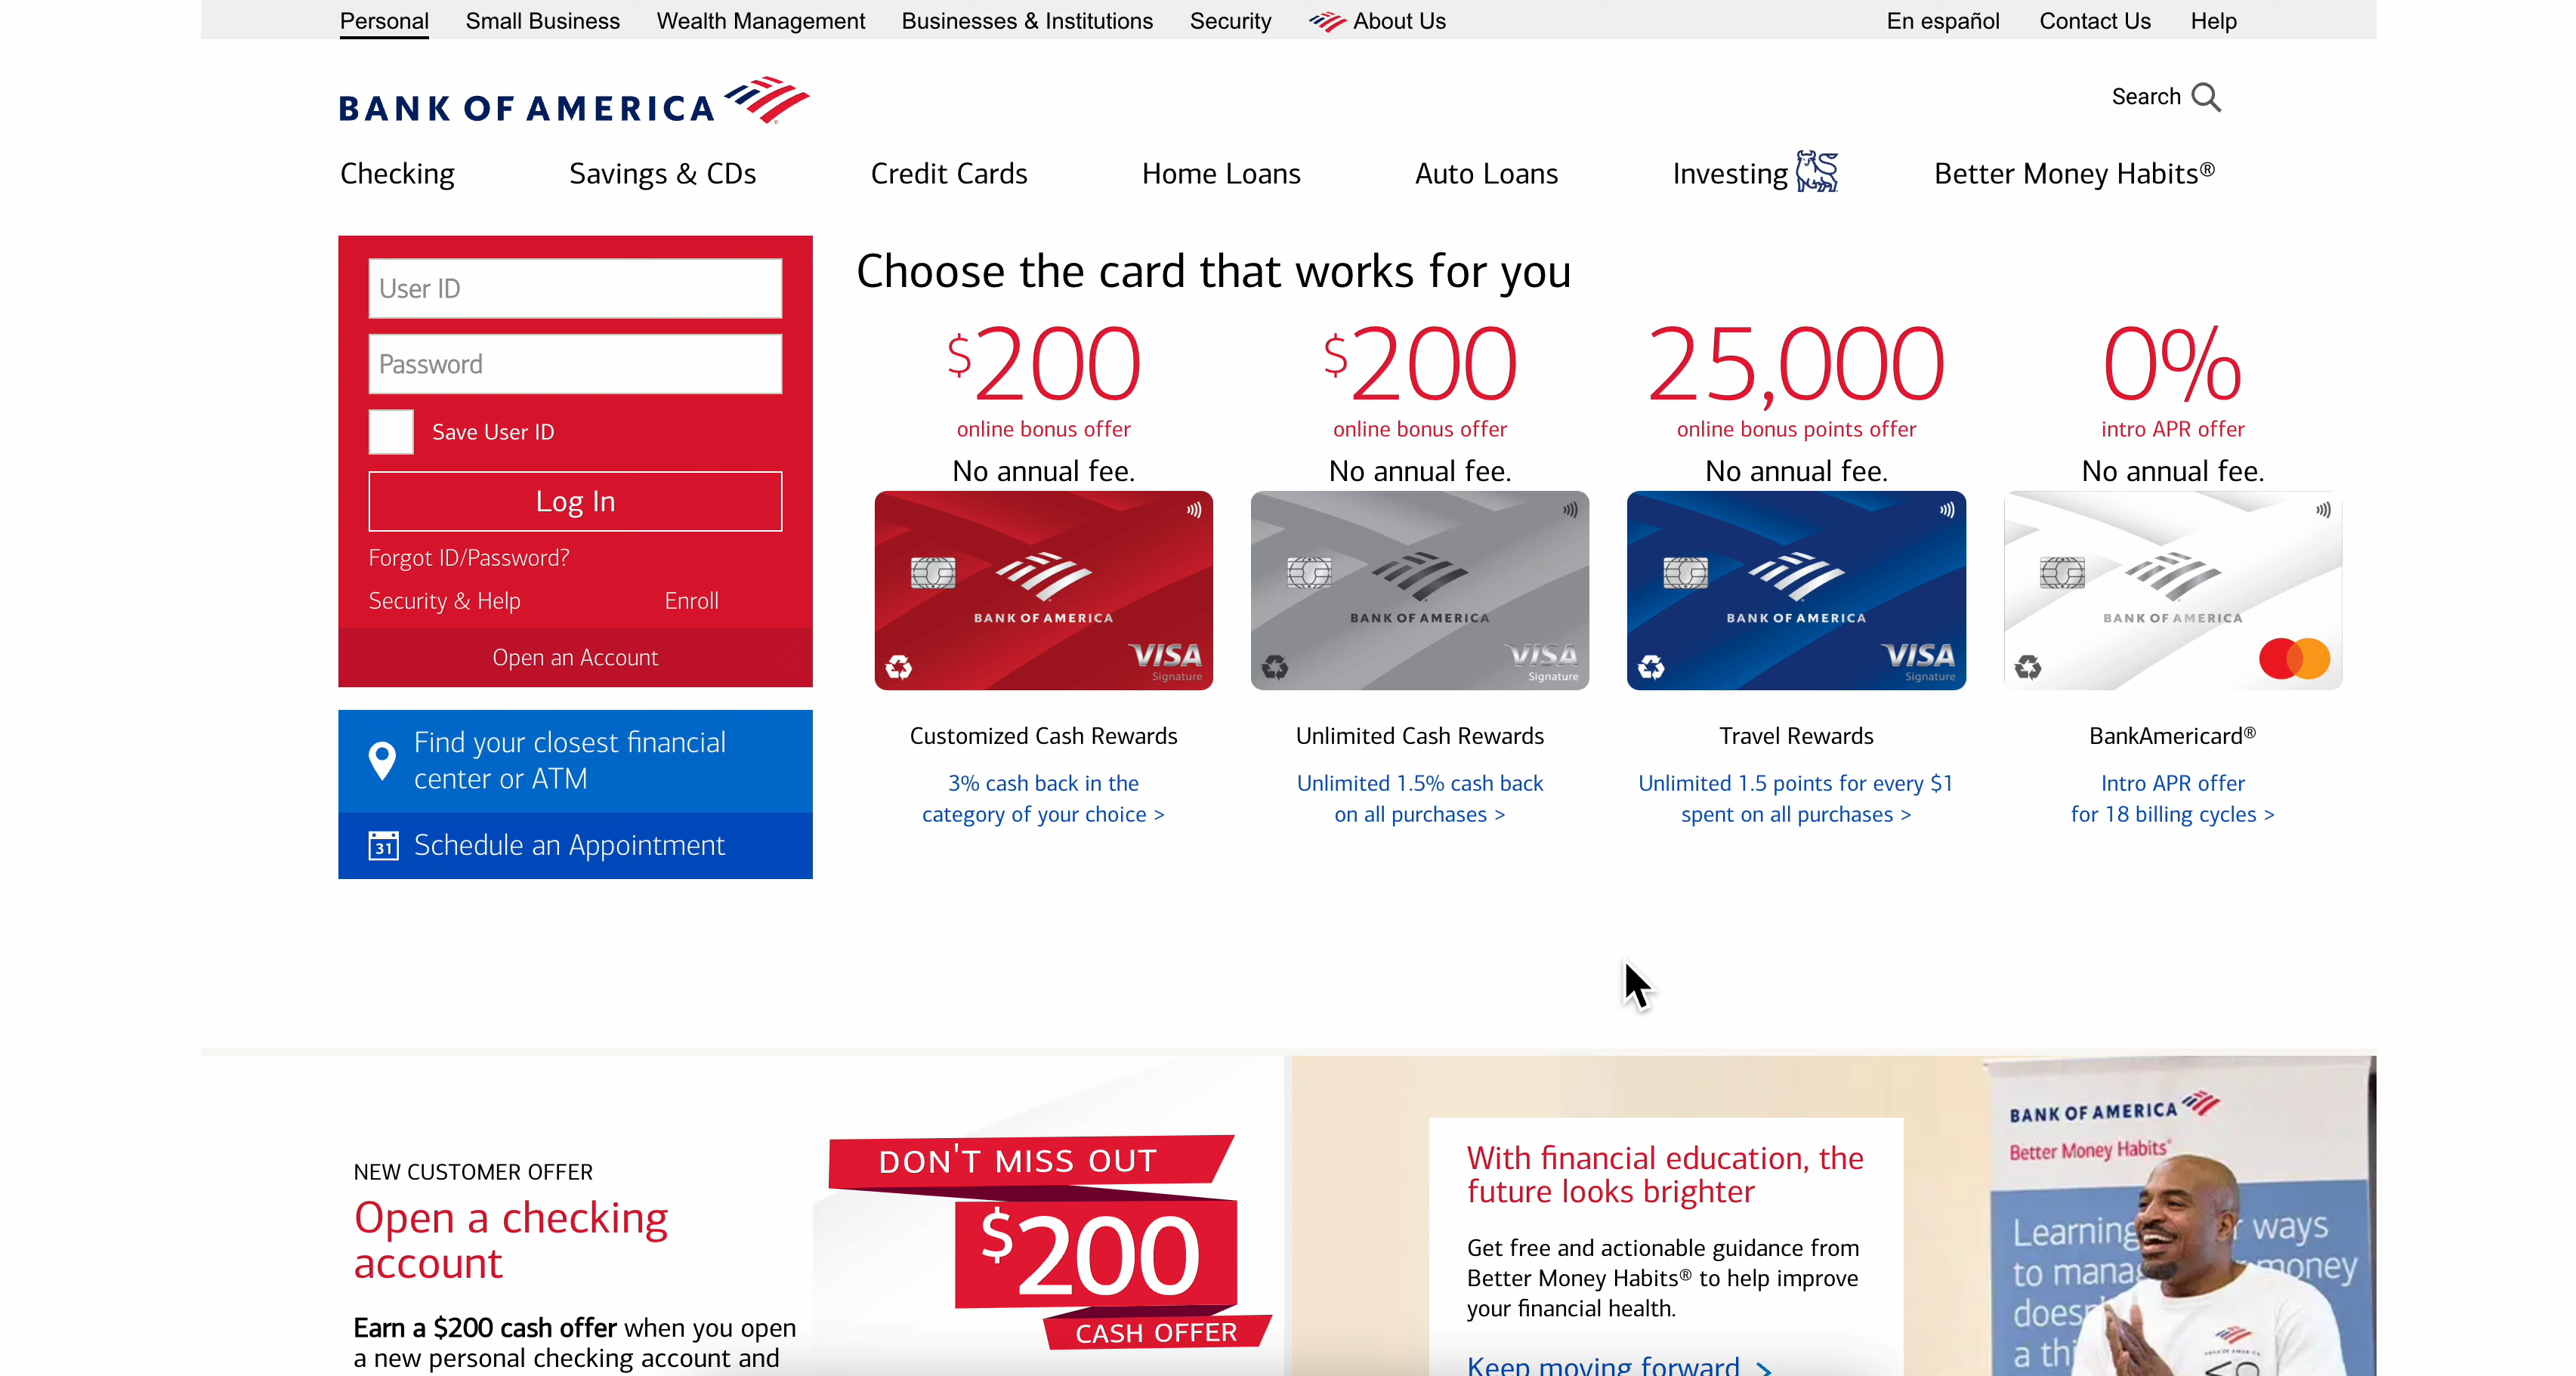 Personal
Small Business
Wealth Management
Businesses & Institutions
Security
About Us
En español
Contact Us
Help
BANK OF AMERICA
Search
Checking
Savings & CDs
Credit Cards
Home Loans
Auto Loans
Investing
Better Money Habits®
User ID
Password
Save User ID
Log In
Forgot ID/Password?
Security & Help
Enroll
Open an Account
Find your closest financial
center or ATM
31
Schedule an Appointment
Choose the card that works for you
$200
online bonus offer
No annual fee.
BANK OF AMERICA
VISA
Signature
Customized Cash Rewards
3% cash back in the
category of your choice >
$200
online bonus offer
No annual fee.
BANK OF AMERICA
VISA
Signature
Unlimited Cash Rewards
Unlimited 1.5% cash back
on all purchases >
25,000
online bonus points offer
No annual fee.
BANK OF AMERICA
VISA
Signature
Travel Rewards
Unlimited 1.5 points for every $1
spent on all purchases >
0%
intro APR offer
No annual fee.
BANK OF AMERICA
BankAmericard®
Intro APR offer
for 18 billing cycles >
NEW CUSTOMER OFFER
Open a checking
account
Earn a $200 cash offer when you open
a new personal checking account and
DON'T MISS OUT
$200
CASH OFFER
With financial education, the
future looks brighter
Get free and actionable guidance from
Better Money Habits® to help improve
your financial health.
Keep moving forward >
BANK OF AMERICA
Better Money Habits®
Learning ways
to mana money
does
a thi